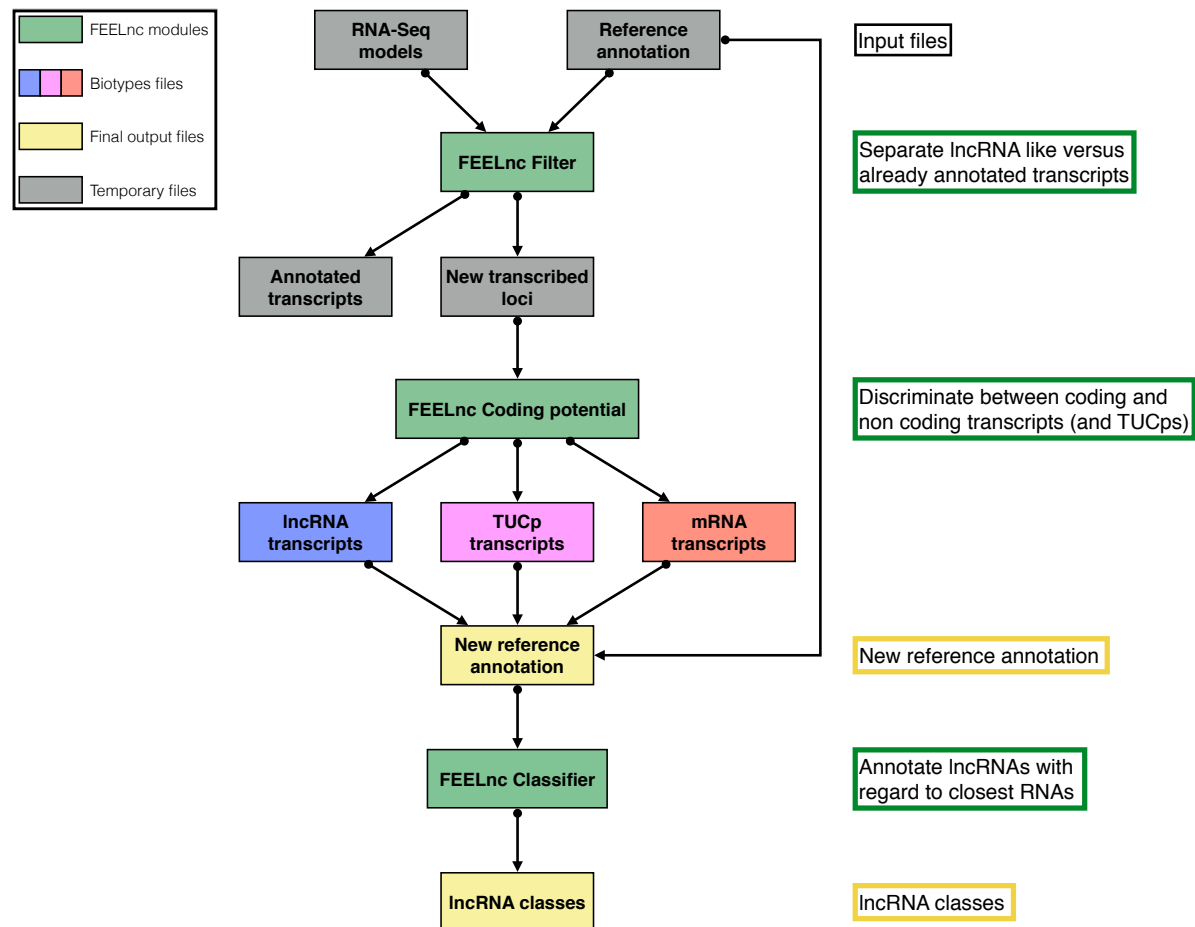 FEELnc modules
Biotypes files
Final output files
Temporary files
RNA-Seq
models
Reference
annotation
Input files
FEELnc Filter
Separate lncRNA like versus
already annotated transcripts
Annotated
transcripts
New transcribed
loci
FEELnc Coding potential
Discriminate between coding and
non coding transcripts (and TUCps)
lncRNA
transcripts
TUCp
transcripts
mRNA
transcripts
New reference
annotation
New reference annotation
FEELnc Classifier
Annotate lncRNAs with
regard to closest RNAs
lncRNA classes
lncRNA classes